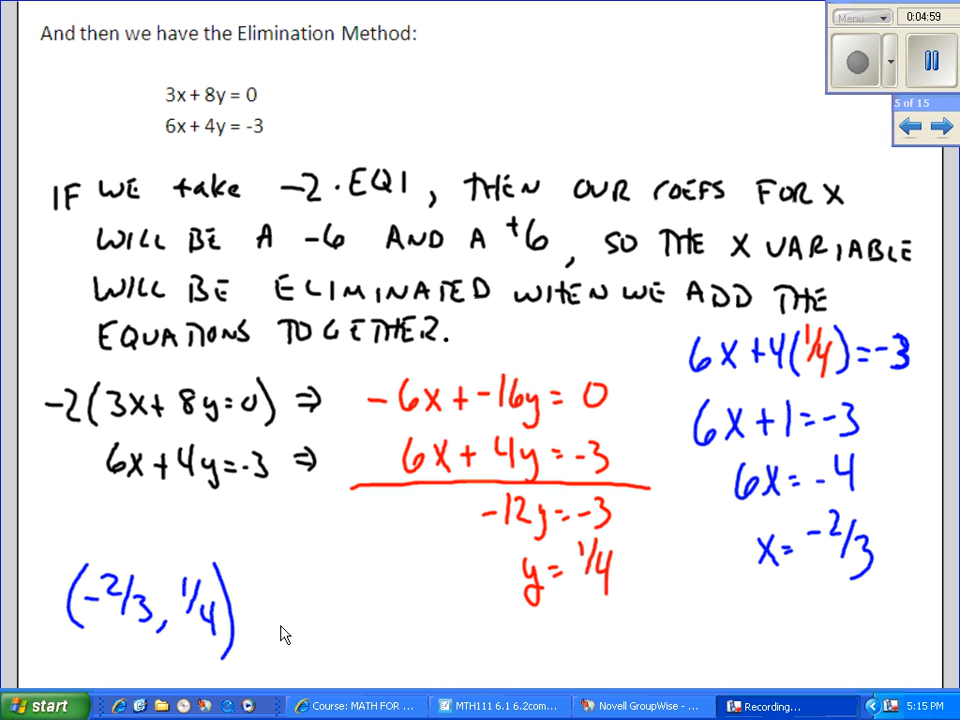 And then we have the Elimination Method:
Menu
0:04:59
5 of 15
3x + 8y = 0
6x + 4y = -3
IF WE take -2 · EQ1, THEN OUR COEFS FOR X
WILL BE A -6 AND A +6, SO THE X VARIABLE
WILL BE ELIMINATED WHEN WE ADD THE
EQUATIONS TOGETHER.
-2(3x + 8y = 0) ⇒
6x + 4y = -3 ⇒
-6x + -16y = 0
6x + 4y = -3
-12y = -3
y = 1/4
6x + 4(1/4) = -3
6x + 1 = -3
6x = -4
x = -2/3
(-2/3, 1/4)
start
Course: MATH FOR ...
MTH111 6.1 6.2com...
Novell GroupWise - ...
Recording...
5:15 PM